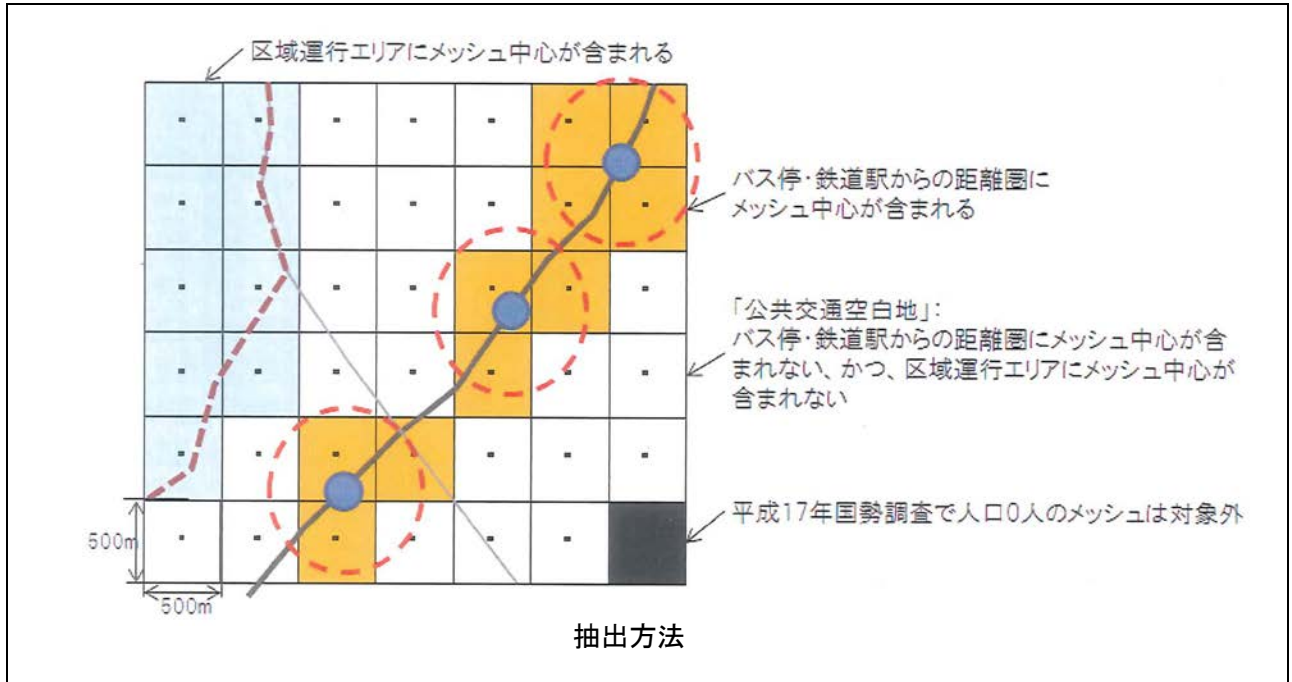 区域運行エリアにメッシュ中心が含まれる
バス停・鉄道駅からの距離圏に
メッシュ中心が含まれる
「公共交通空白地」:
バス停・鉄道駅からの距離圏にメッシュ中心が含
まれない、かつ、区域運行エリアにメッシュ中心が
含まれない
平成17年国勢調査で人口0人のメッシュは対象外
500m
500m
抽出方法